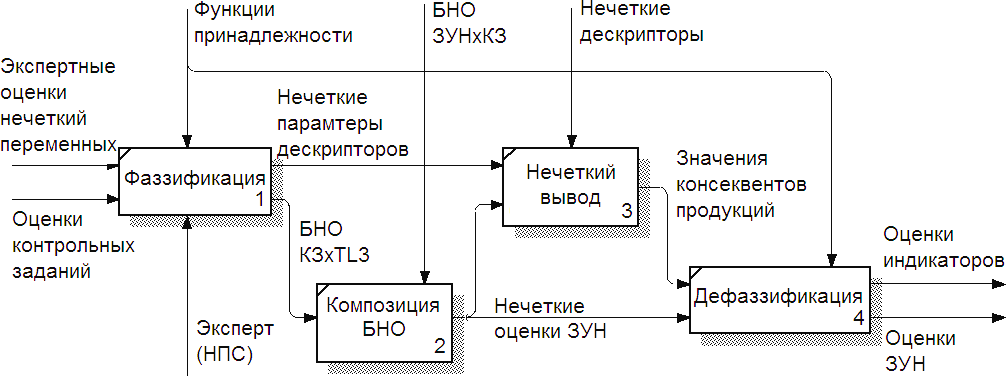 Функции
принадлежности
БНО
ЗУНхКЗ
Нечеткие
дескрипторы
Экспертные
оценки
нечеткий
переменных
Нечеткие
парамтеры
дескрипторов
Фаззификация
1
Нечеткий
вывод
3
Значения
консеквентов
продукций
Оценки
контрольных
заданий
БНО
КЗхTL3
Оценки
индикаторов
Композиция
БНО
2
Нечеткие
оценки ЗУН
Дефаззификация
4
Эксперт
(НПС)
Оценки
ЗУН